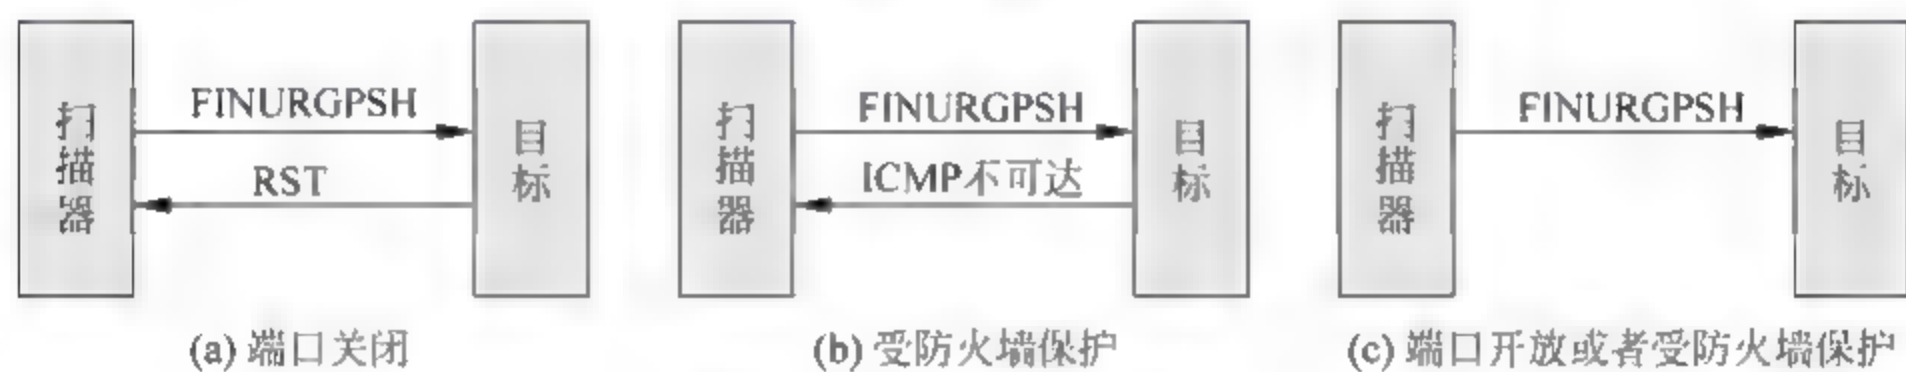 扫描器
FINURGPSH
RST
目标
(a) 端口关闭
扫描器
FINURGPSH
ICMP不可达
目标
(b) 受防火墙保护
扫描器
FINURGPSH
目标
(c) 端口开放或者受防火墙保护